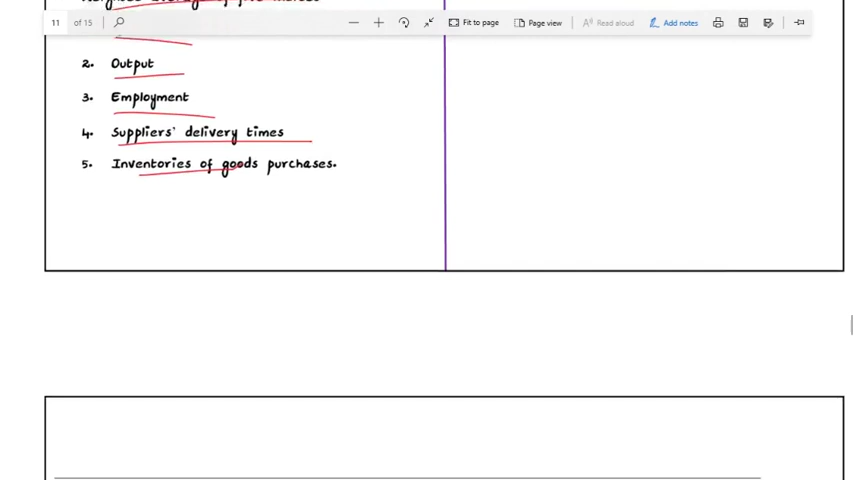 11 of 15 Fit to page Page view Read aloud Add notes
2. Output
3. Employment
4. Suppliers' delivery times
5. Inventories of goods purchases.